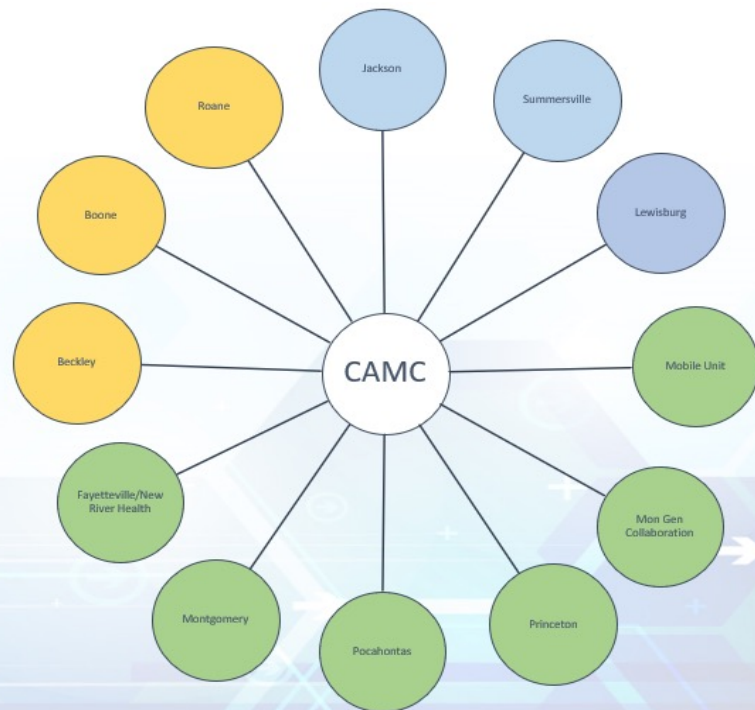 Jackson
Summersville
Roane
Lewisburg
Boone
Beckley
CAMC
Mobile Unit
Fayetteville/New
River Health
Mon Gen
Collaboration
Montgomery
Princeton
Pocahontas